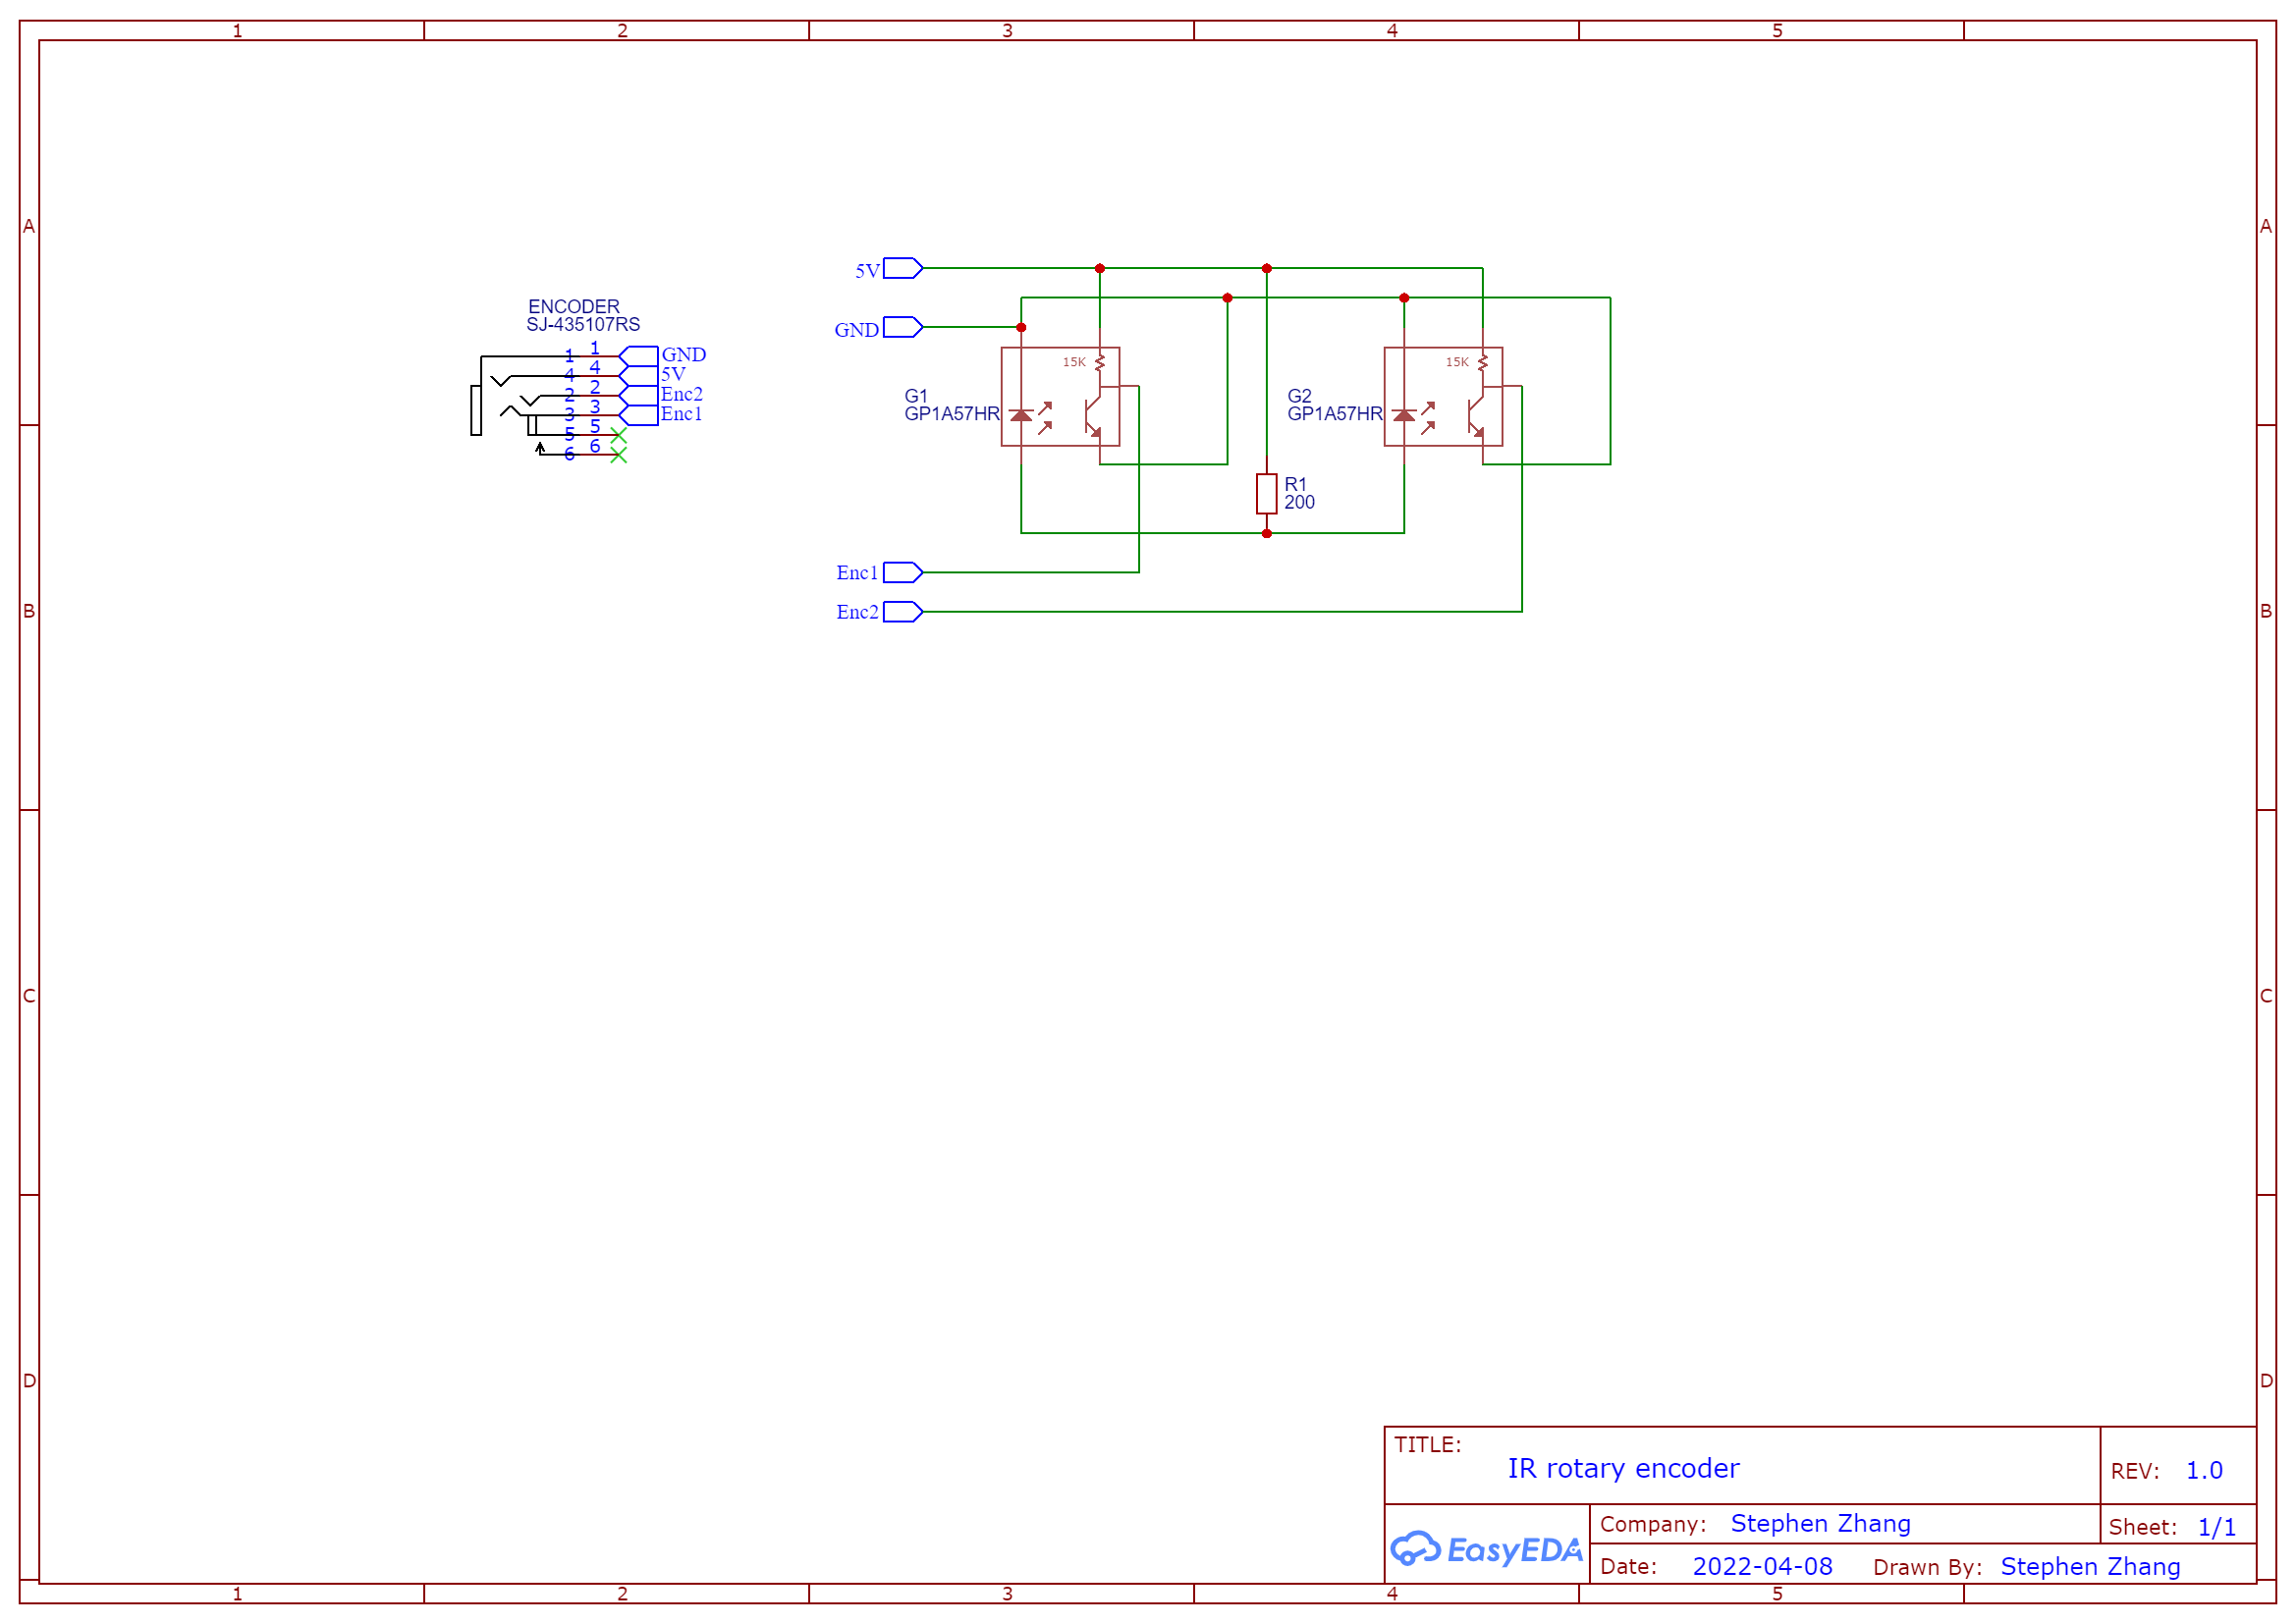 1 2 3 4 5
A A
5V
GND
ENCODER
SJ-435107RS
1 1 GND
4 4 5V
2 2 Enc2
3 3 Enc1
5 5
6 6
15K
G1
GP1A57HR
15K
G2
GP1A57HR
R1
200
Enc1
Enc2
B B
C C
D D
TITLE:
IR rotary encoder
REV: 1.0
EasyEDA
Company: Stephen Zhang
Sheet: 1/1
Date: 2022-04-08 Drawn By: Stephen Zhang
1 2 3 4 5